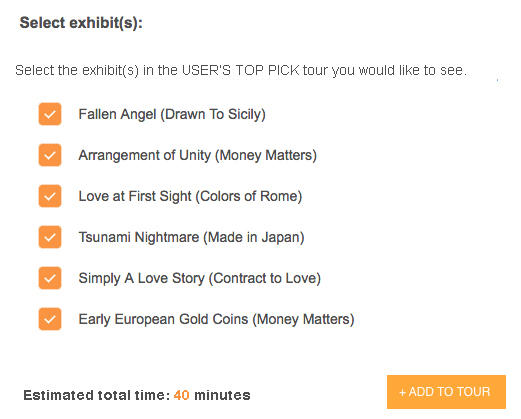 Select exhibit(s):
Select the exhibit(s) in the USER'S TOP PICK tour you would like to see.
Fallen Angel (Drawn To Sicily)
Arrangement of Unity (Money Matters)
Love at First Sight (Colors of Rome)
Tsunami Nightmare (Made in Japan)
Simply A Love Story (Contract to Love)
Early European Gold Coins (Money Matters)
Estimated total time: 40 minutes
+ ADD TO TOUR